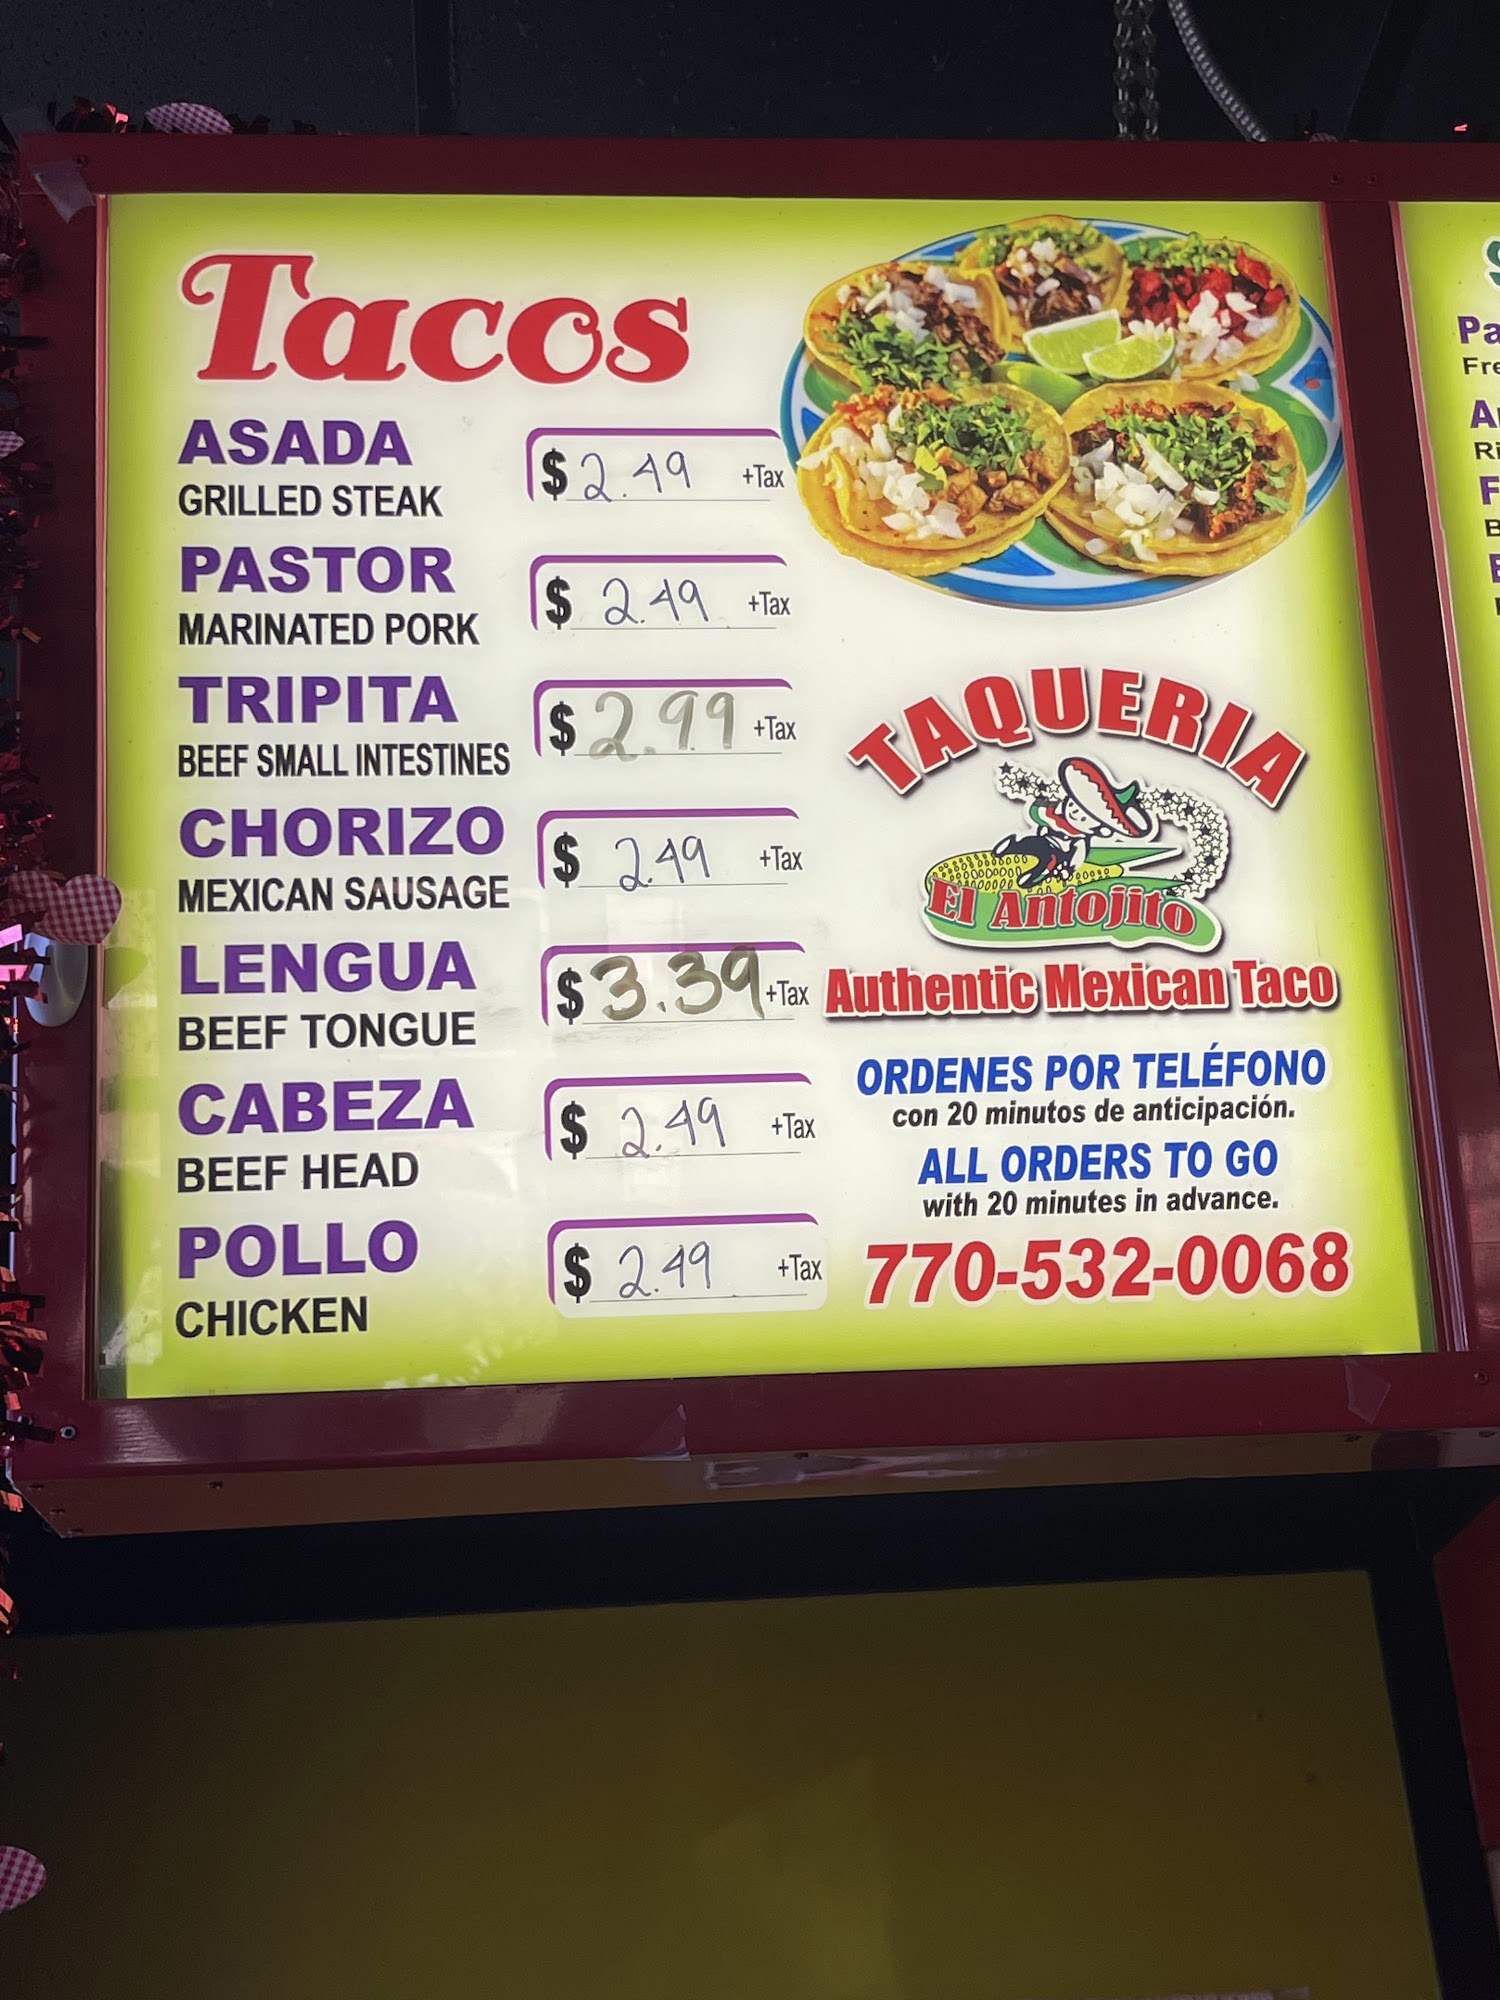 Tacos
ASADA
GRILLED STEAK
$ 2.49 +Tax
PASTOR
MARINATED PORK
$ 2.49 +Tax
TRIPITA
BEEF SMALL INTESTINES
$ 2.99 +Tax
CHORIZO
MEXICAN SAUSAGE
$ 2.49 +Tax
LENGUA
BEEF TONGUE
$ 3.39 +Tax
CABEZA
BEEF HEAD
$ 2.49 +Tax
POLLO
CHICKEN
$ 2.49 +Tax
TAQUERIA
El Antojito
Authentic Mexican Taco
ORDENES POR TELÉFONO
con 20 minutos de anticipación.
ALL ORDERS TO GO
with 20 minutes in advance.
770-532-0068